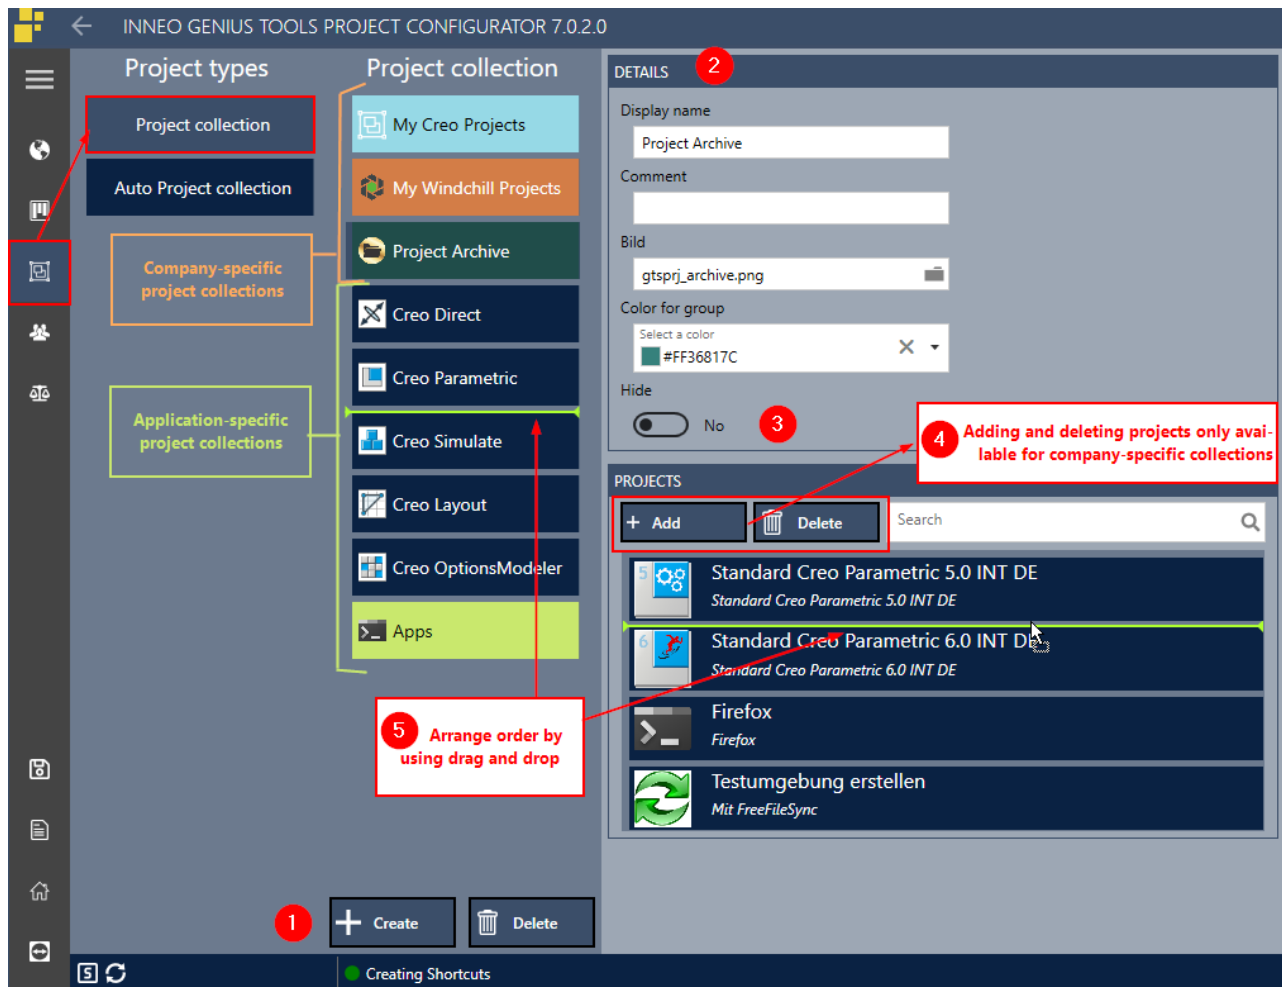 INNEO GENIUS TOOLS PROJECT CONFIGURATOR 7.0.2.0
Project types
Project collection
Auto Project collection
Company-specific
project collections
Application-specific
project collections
Project collection
My Creo Projects
My Windchill Projects
Project Archive
Creo Direct
Creo Parametric
Creo Simulate
Creo Layout
Creo OptionsModeler
Apps
5 Arrange order by
using drag and drop
1
Create
Delete
DETAILS
2
Display name
Project Archive
Comment
Bild
gtsprj_archive.png
Color for group
Select a color
#FF36817C
Hide
No
3
4 Adding and deleting projects only avai-
lable for company-specific collections
PROJECTS
+ Add
Delete
Search
5
Standard Creo Parametric 5.0 INT DE
Standard Creo Parametric 5.0 INT DE
6
Standard Creo Parametric 6.0 INT DE
Standard Creo Parametric 6.0 INT DE
Firefox
Firefox
Testumgebung erstellen
Mit FreeFileSync
S
Creating Shortcuts